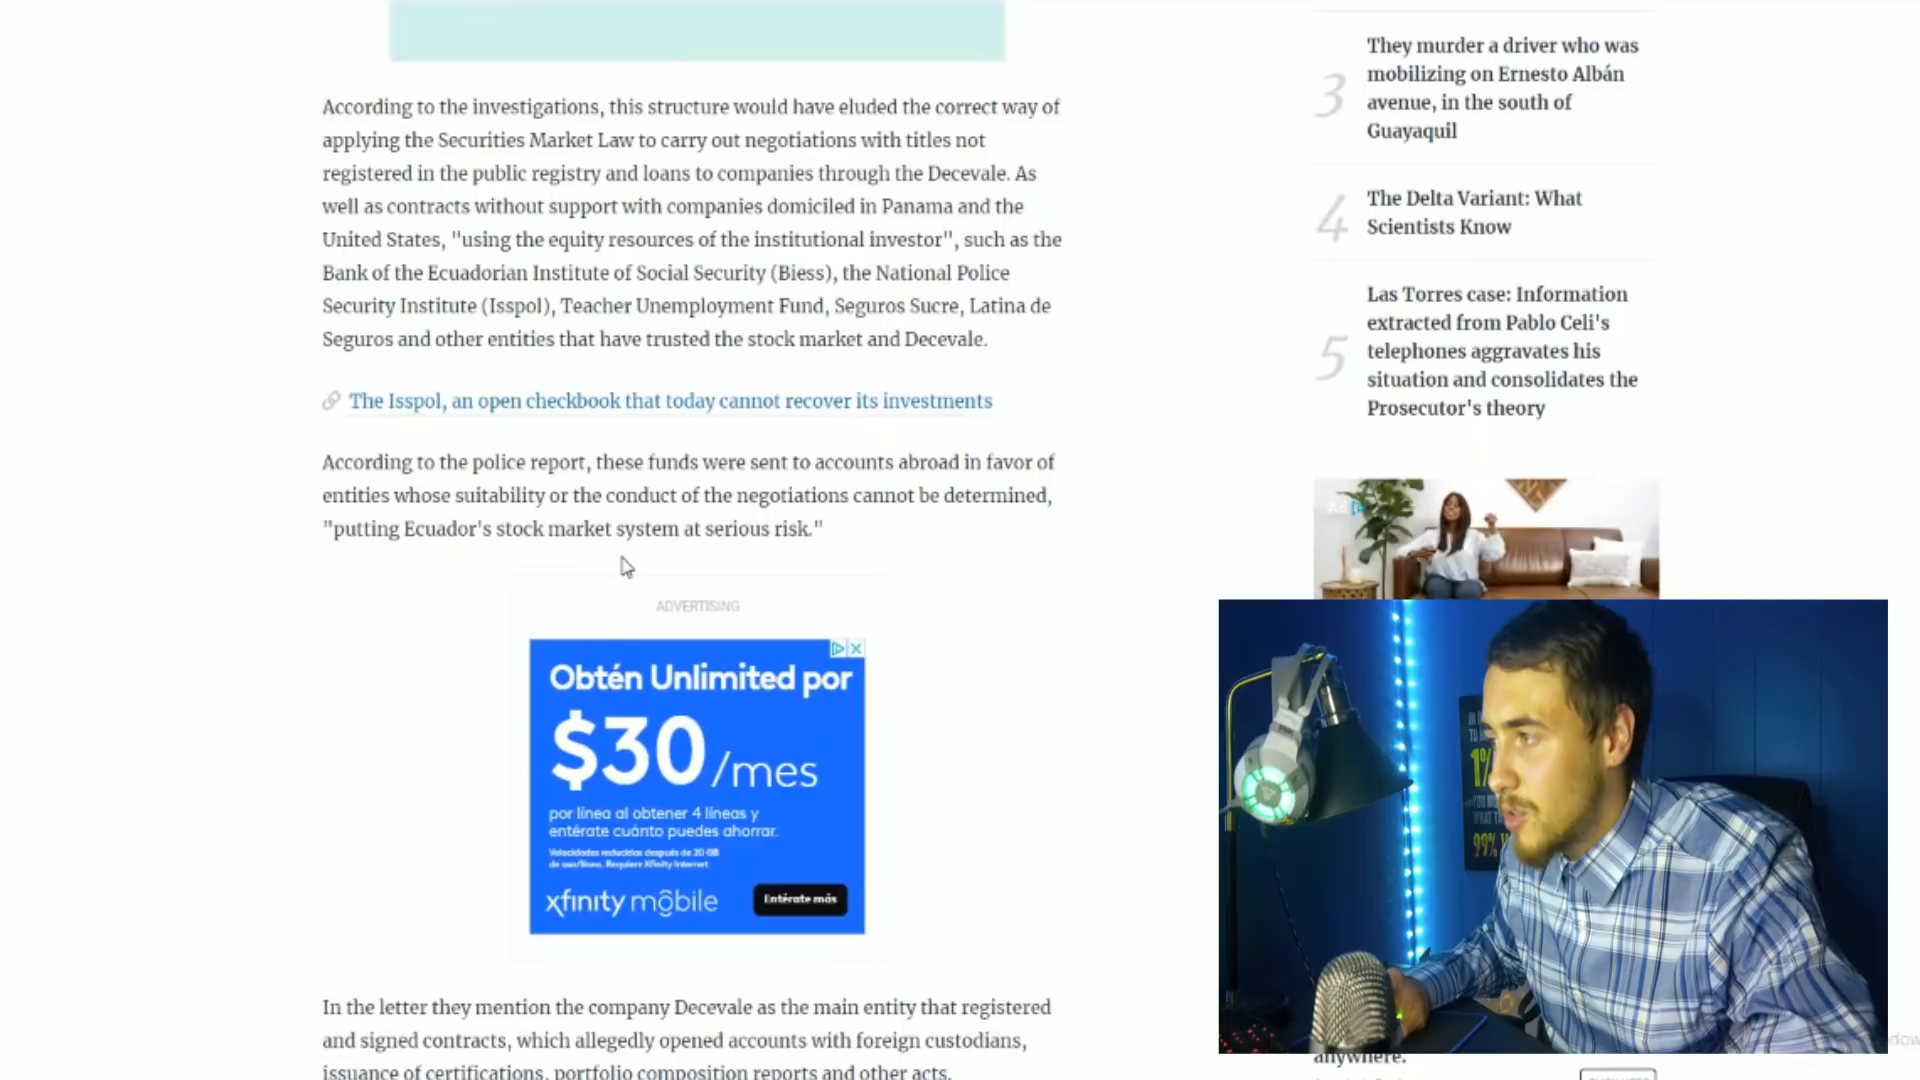 According to the investigations, this structure would have eluded the correct way of
applying the Securities Market Law to carry out negotiations with titles not
registered in the public registry and loans to companies through the Decevale. As
well as contracts without support with companies domiciled in Panama and the
United States, "using the equity resources of the institutional investor", such as the
Bank of the Ecuadorian Institute of Social Security (Biess), the National Police
Security Institute (Isspol), Teacher Unemployment Fund, Seguros Sucre, Latina de
Seguros and other entities that have trusted the stock market and Decevale.
The Isspol, an open checkbook that today cannot recover its investments
According to the police report, these funds were sent to accounts abroad in favor of
entities whose suitability or the conduct of the negotiations cannot be determined,
"putting Ecuador's stock market system at serious risk."
ADVERTISING
Obtén Unlimited por
$30/mes
por línea al obtener 4 líneas y
entérate cuánto puedes ahorrar.
Velocidades reducidas después de 20 GB
de uso/línea. Requiere Xfinity Internet
xfinity mobile
Entérate más
In the letter they mention the company Decevale as the main entity that registered
and signed contracts, which allegedly opened accounts with foreign custodians,
issuance of certifications, portfolio composition reports and other acts.
3
They murder a driver who was
mobilizing on Ernesto Albán
avenue, in the south of
Guayaquil
4
The Delta Variant: What
Scientists Know
5
Las Torres case: Information
extracted from Pablo Celi's
telephones aggravates his
situation and consolidates the
Prosecutor's theory
Ad
1%
99%
anywhere.